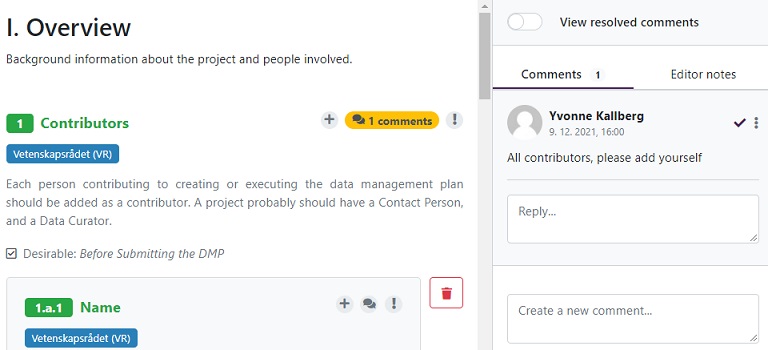 I. Overview
Background information about the project and people involved.
1 Contributors
1 comments
Vetenskapsrådet (VR)
Each person contributing to creating or executing the data management plan
should be added as a contributor. A project probably should have a Contact Person,
and a Data Curator.
Desirable: Before Submitting the DMP
1.a.1 Name
Vetenskapsrådet (VR)
View resolved comments
Comments 1
Editor notes
Yvonne Kallberg
9. 12. 2021, 16:00
All contributors, please add yourself
Reply...
Create a new comment...